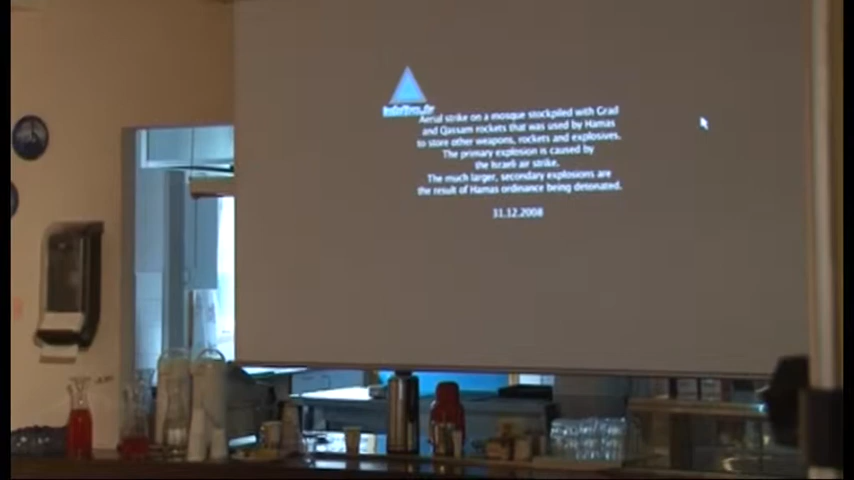 Aerial strike on a mosque stockpiled with Grad
and Qassam rockets that was used by Hamas
to store other weapons, rockets and explosives.
The primary explosion is caused by
the Israeli air strike.
The much larger, secondary explosions are
the result of Hamas ordinance being detonated.
31.12.2008